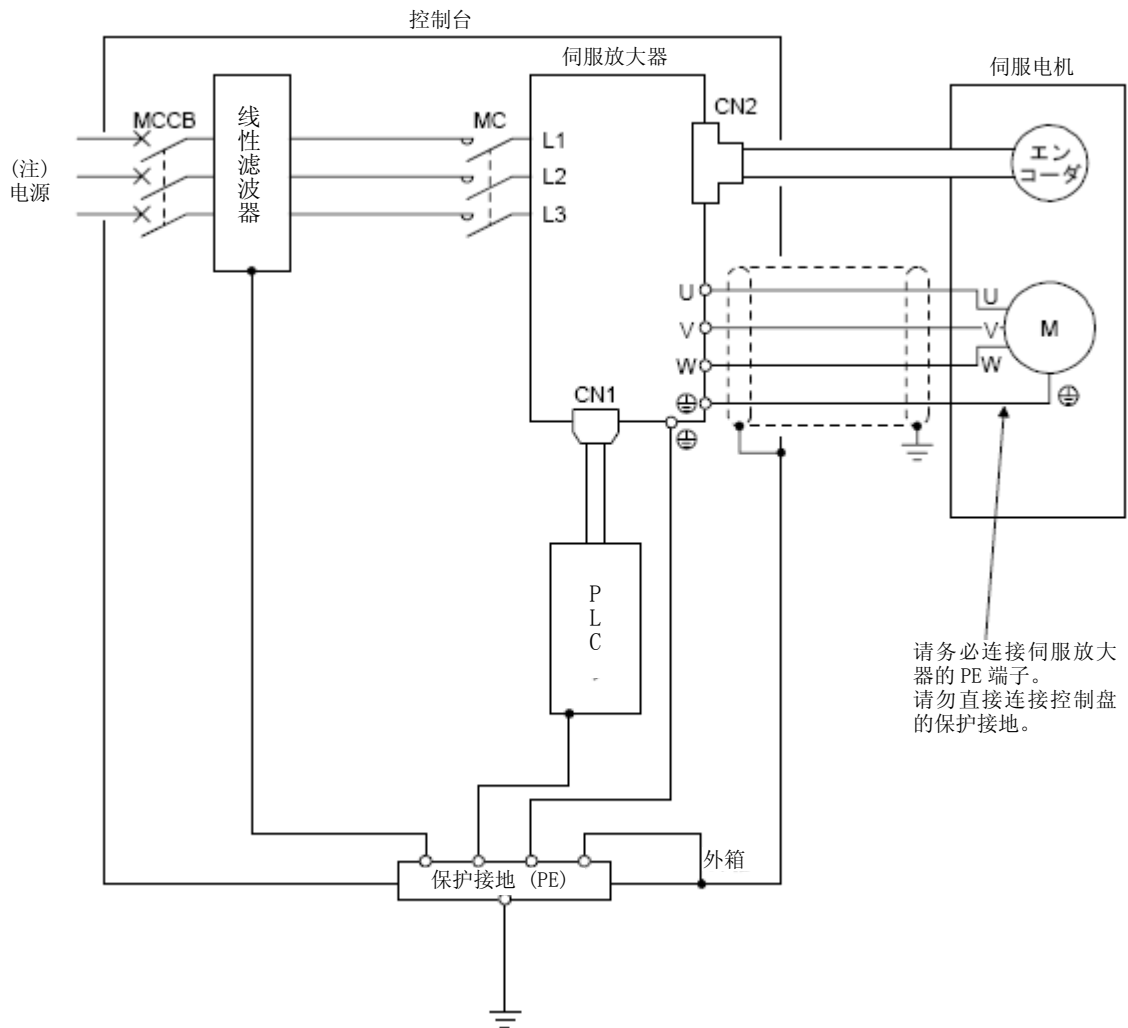 控制台
伺服放大器
伺服电机
MCCB
线性滤波器
MC
CN2
(注)
电源
L1
L2
L3
エン
コーダ
U
V
W
U
V
W
M
CN1
PLC
请务必连接伺服放大
器的 PE 端子。
请勿直接连接控制盘
的保护接地。
外箱
保护接地 (PE)